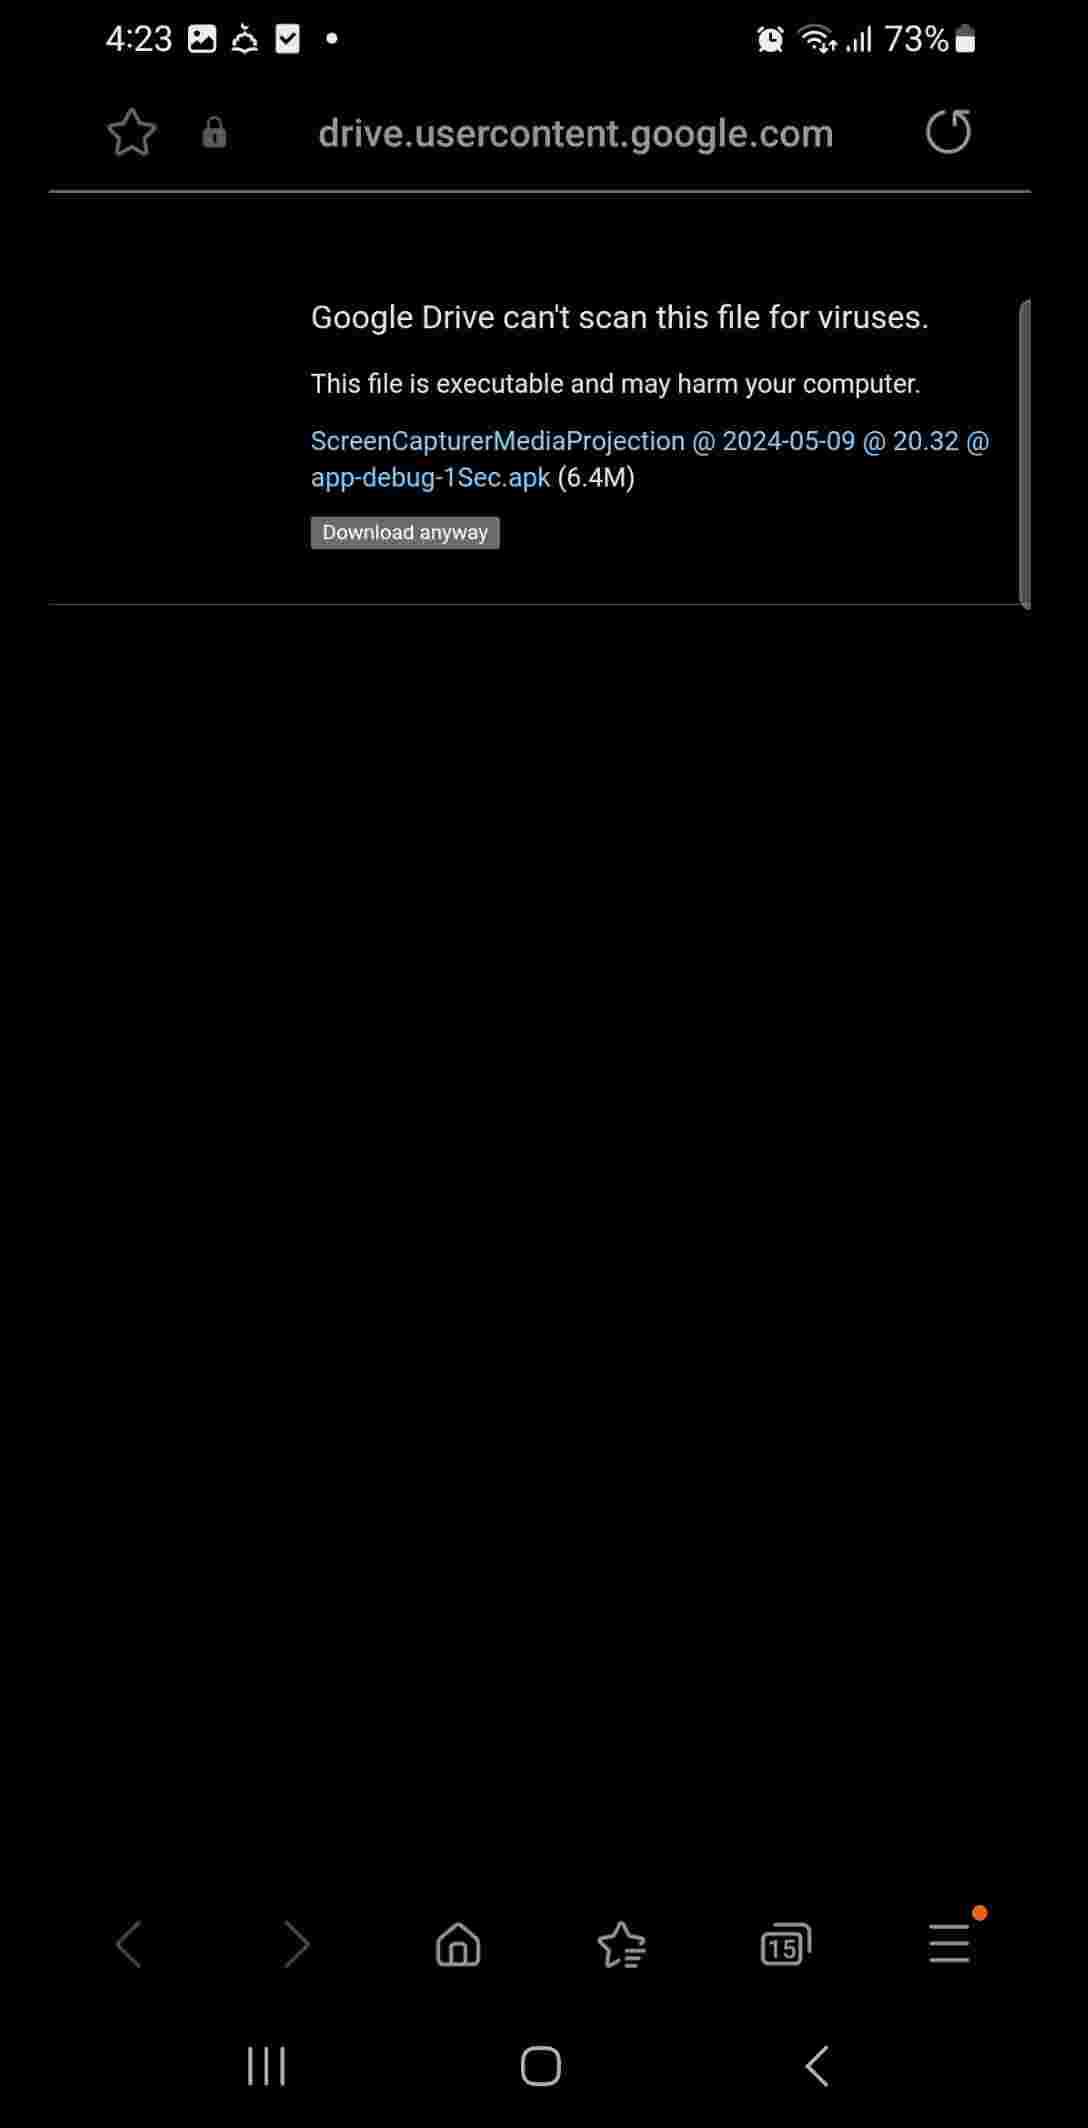 4:23
73%
drive.usercontent.google.com
Google Drive can't scan this file for viruses.
This file is executable and may harm your computer.
ScreenCapturerMediaProjection @ 2024-05-09 @ 20.32 @
app-debug-1Sec.apk (6.4M)
Download anyway
15